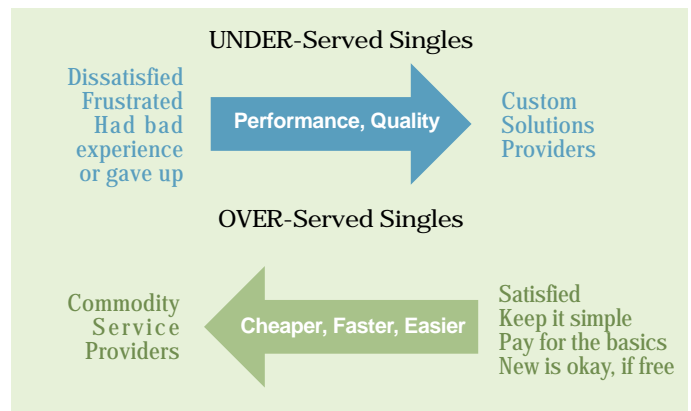 UNDER-Served Singles
Dissatisfied
Frustrated
Had bad
experience
or gave up
Performance, Quality
Custom
Solutions
Providers
OVER-Served Singles
Commodity
Service
Providers
Cheaper, Faster, Easier
Satisfied
Keep it simple
Pay for the basics
New is okay, if free